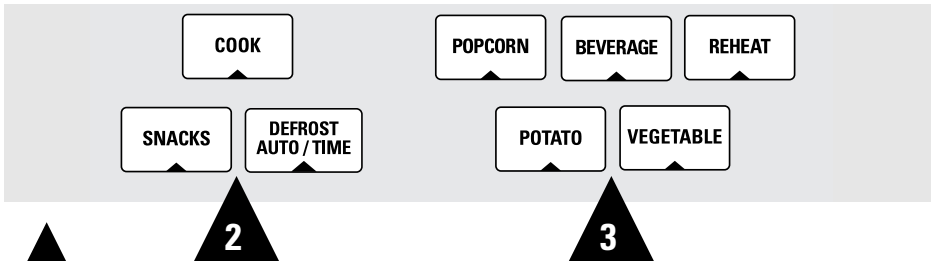 COOK
POPCORN BEVERAGE REHEAT
SNACKS
DEFROST
AUTO / TIME
POTATO VEGETABLE
2
3